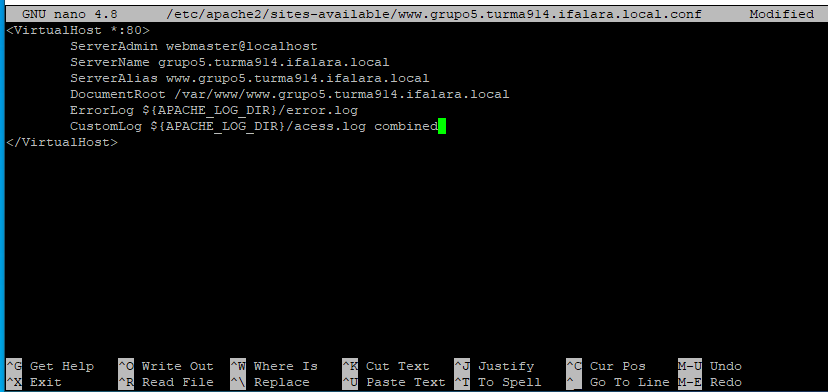 GNU nano 4.8 /etc/apache2/sites-available/www.grupo5.turma914.ifalara.local.conf Modified
<VirtualHost *:80>
ServerAdmin webmaster@localhost
ServerName grupo5.turma914.ifalara.local
ServerAlias www.grupo5.turma914.ifalara.local
DocumentRoot /var/www/www.grupo5.turma914.ifalara.local
ErrorLog ${APACHE_LOG_DIR}/error.log
CustomLog ${APACHE_LOG_DIR}/acess.log combined
</VirtualHost>
^G Get Help ^O Write Out ^W Where Is ^K Cut Text ^J Justify ^C Cur Pos M-U Undo
^X Exit ^R Read File ^\ Replace ^U Paste Text ^T To Spell ^_ Go To Line M-E Redo